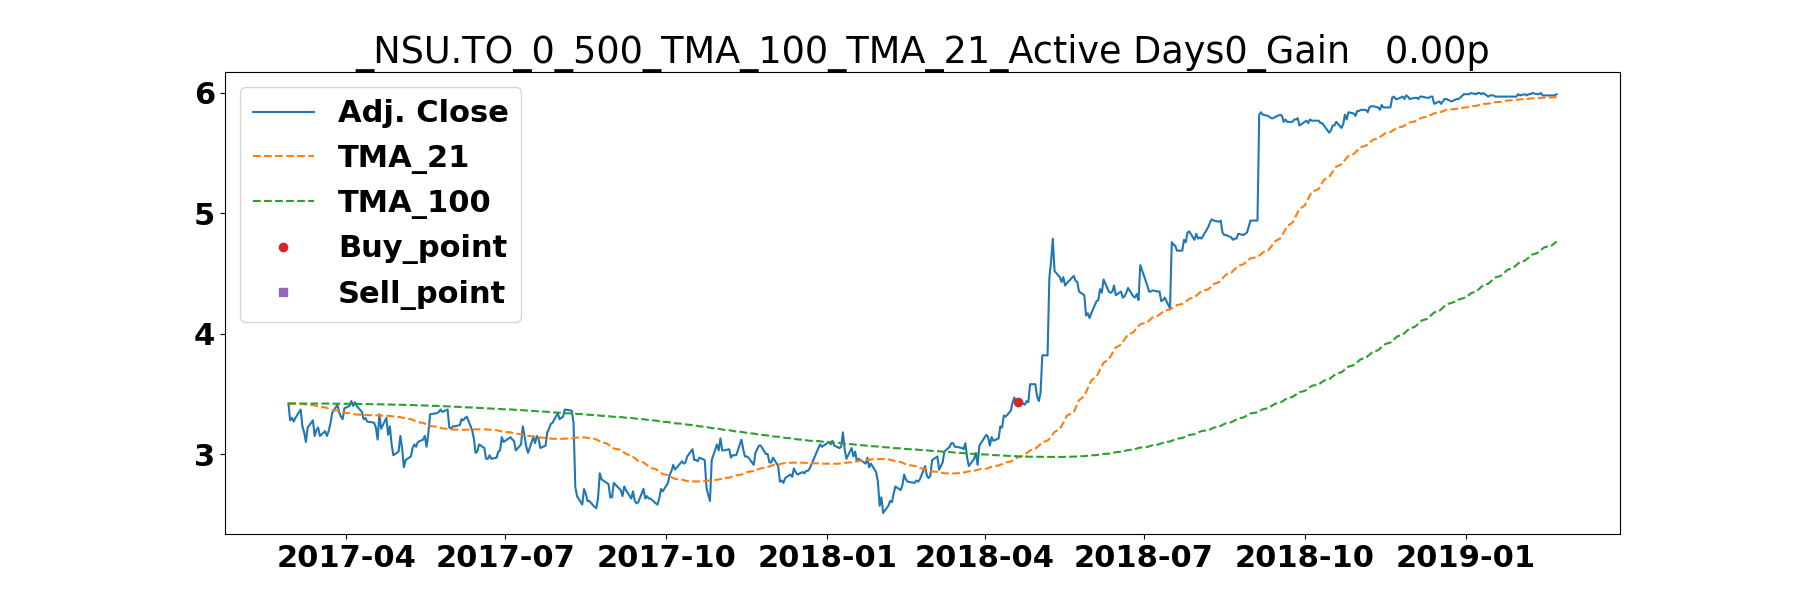 _NSU.TO_0_500_TMA_100_TMA_21_Active Days0_Gain   0.00p
Adj. Close
TMA_21
TMA_100
Buy_point
Sell_point
6
5
4
3
2017-04 2017-07 2017-10 2018-01 2018-04 2018-07 2018-10 2019-01